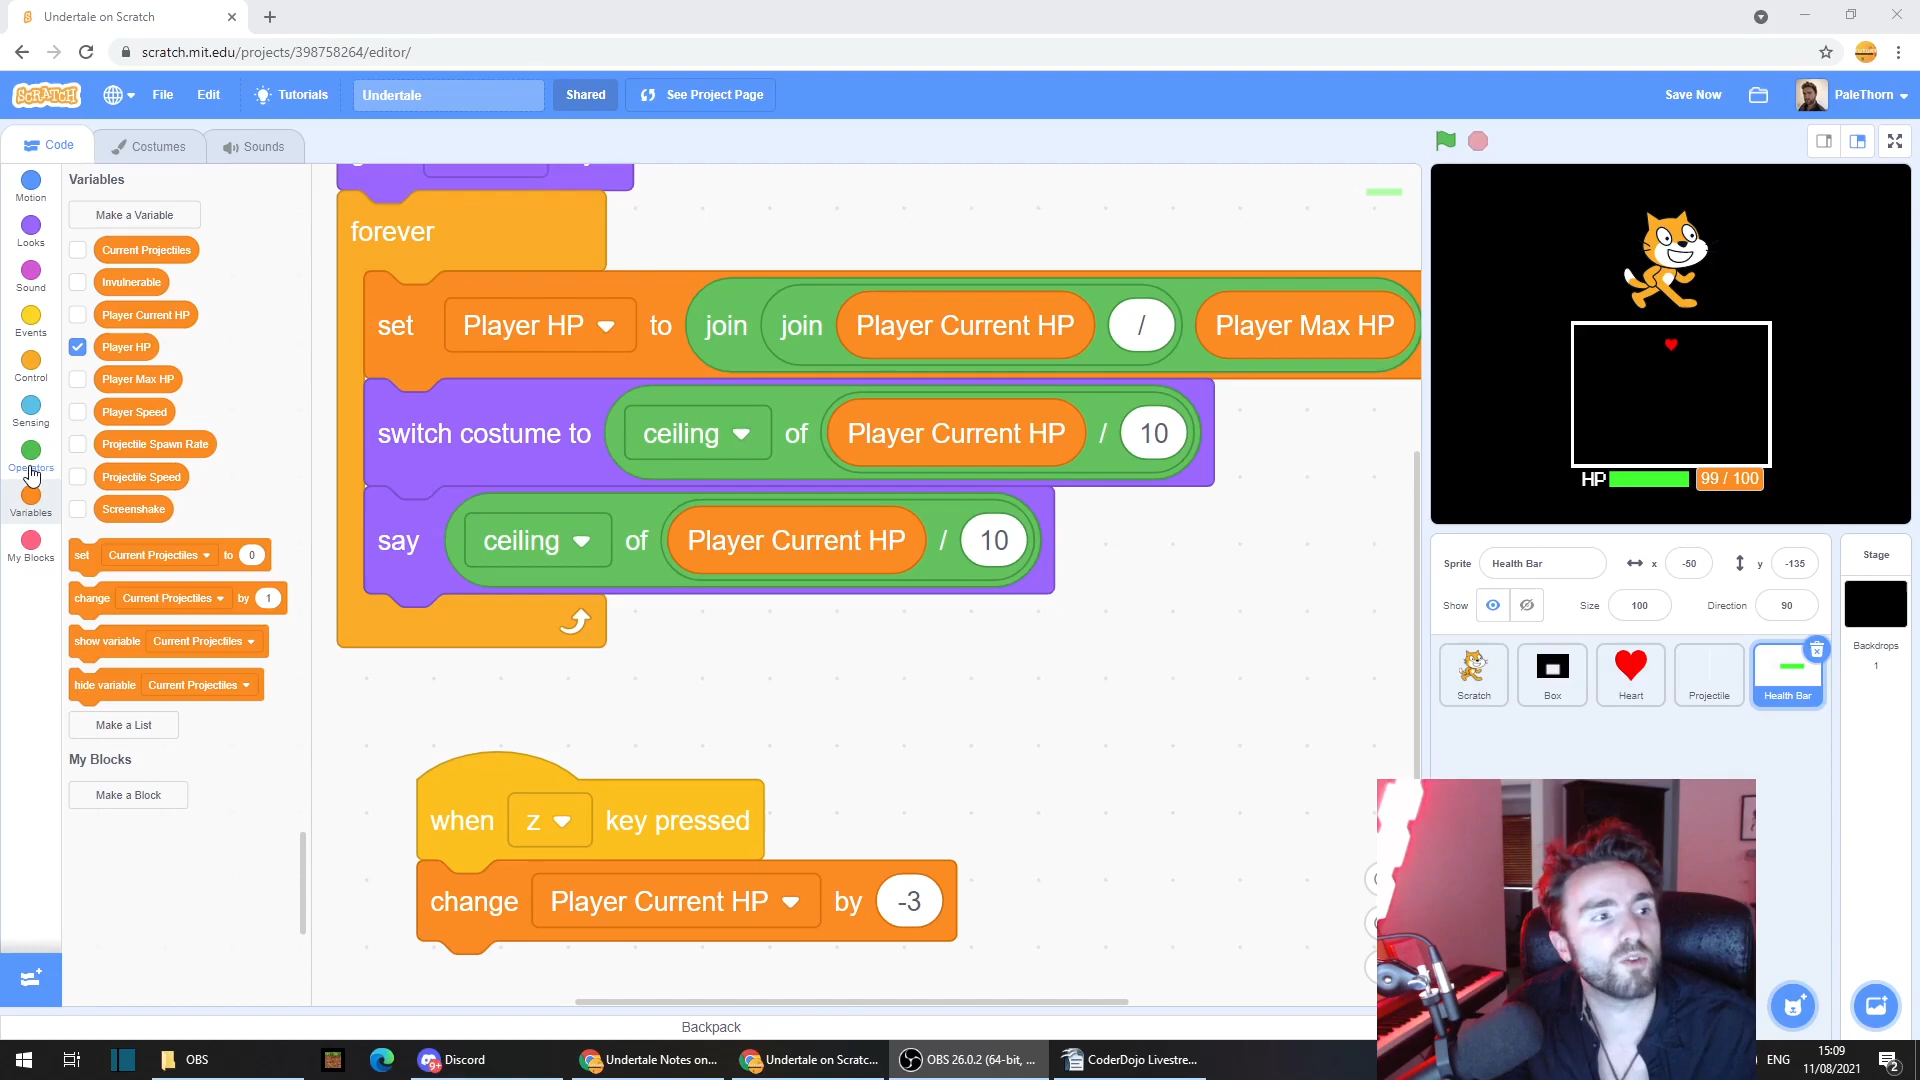 Undertale on Scratch
scratch.mit.edu/projects/398758264/editor/
SCRATCH
File
Edit
Tutorials
Undertale
Shared
See Project Page
Save Now
PaleThorn
Code
Costumes
Sounds
Motion
Looks
Sound
Events
Control
Sensing
Operators
Variables
My Blocks
Variables
Make a Variable
Current Projectiles
Invulnerable
Player Current HP
Player HP
Player Max HP
Player Speed
Projectile Spawn Rate
Projectile Speed
Screenshake
set Current Projectiles to 0
change Current Projectiles by 1
show variable Current Projectiles
hide variable Current Projectiles
Make a List
My Blocks
Make a Block
forever
set Player HP to join join Player Current HP / Player Max HP
switch costume to ceiling of Player Current HP / 10
say ceiling of Player Current HP / 10
when z key pressed
change Player Current HP by -3
HP 99 / 100
Sprite Health Bar x -50 y -135
Show Size 100 Direction 90
Scratch
Box
Heart
Projectile
Health Bar
Stage
Backdrops
1
Backpack
OBS
9+
Discord
Undertale Notes on...
Undertale on Scratc...
OBS 26.0.2 (64-bit, ...
CoderDojo Livestre...
ENG
15:09
11/08/2021
2